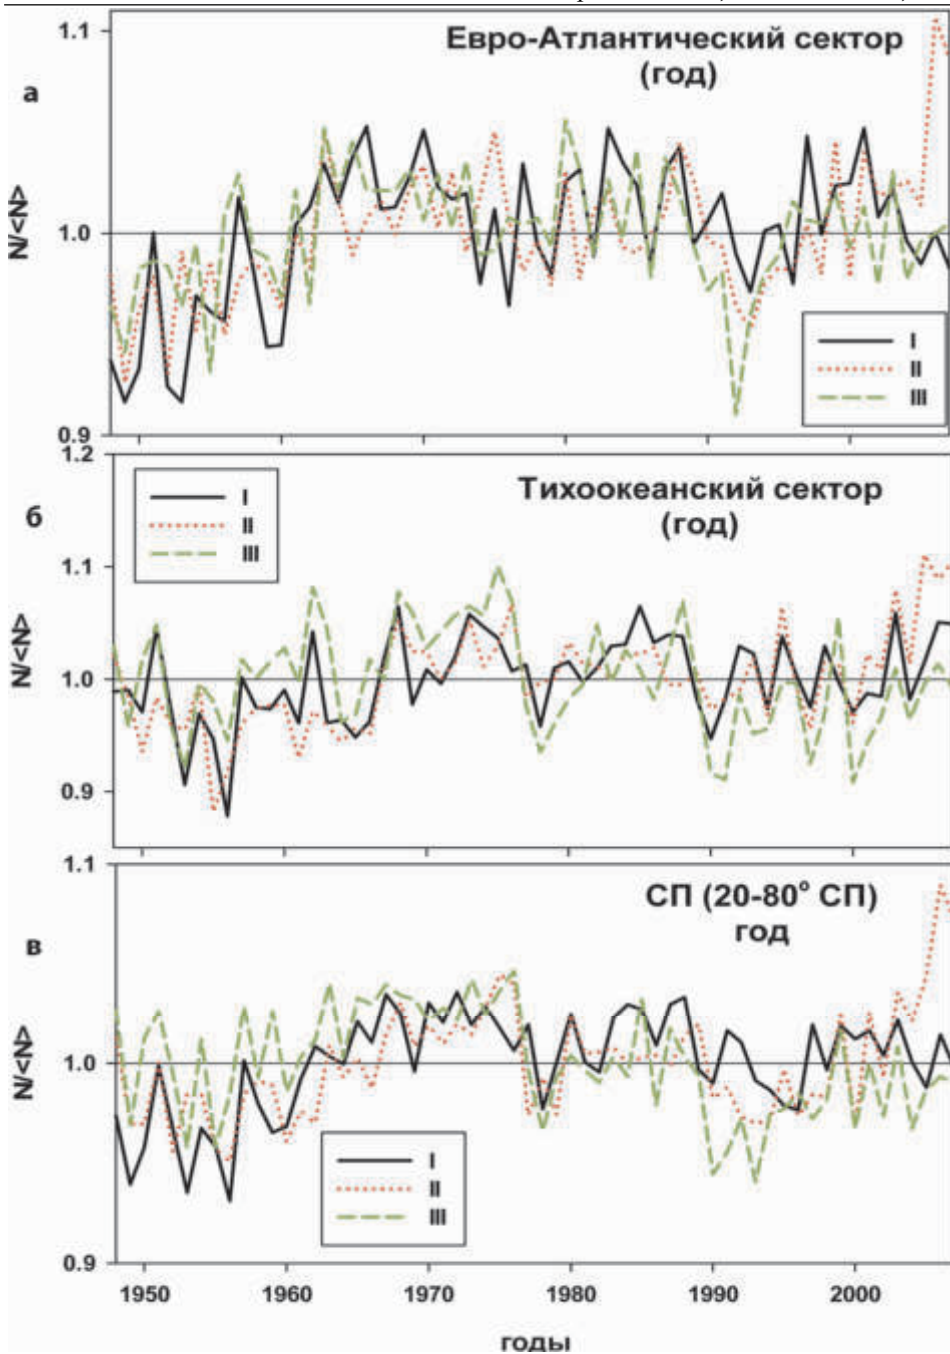 1.1
Евро-Атлантический сектор
(год)
а
N/<N>
1.0
I
II
III
0.9
1.2
I
II
III
Тихоокеанский сектор
(год)
б
1.1
N/<N>
1.0
0.9
1.1
СП (20-80° СП)
год
в
N/<N>
1.0
I
II
III
0.9
1950 1960 1970 1980 1990 2000
годы